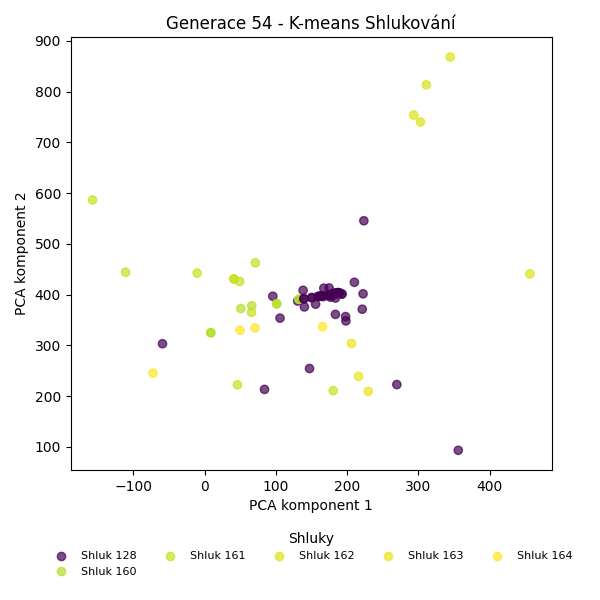 Generace 54 - K-means Shlukování
900
800
700
600
500
400
300
200
100
PCA komponent 2
−100 0 100 200 300 400
PCA komponent 1
Shluky
Shluk 128 Shluk 161 Shluk 162 Shluk 163 Shluk 164
Shluk 160